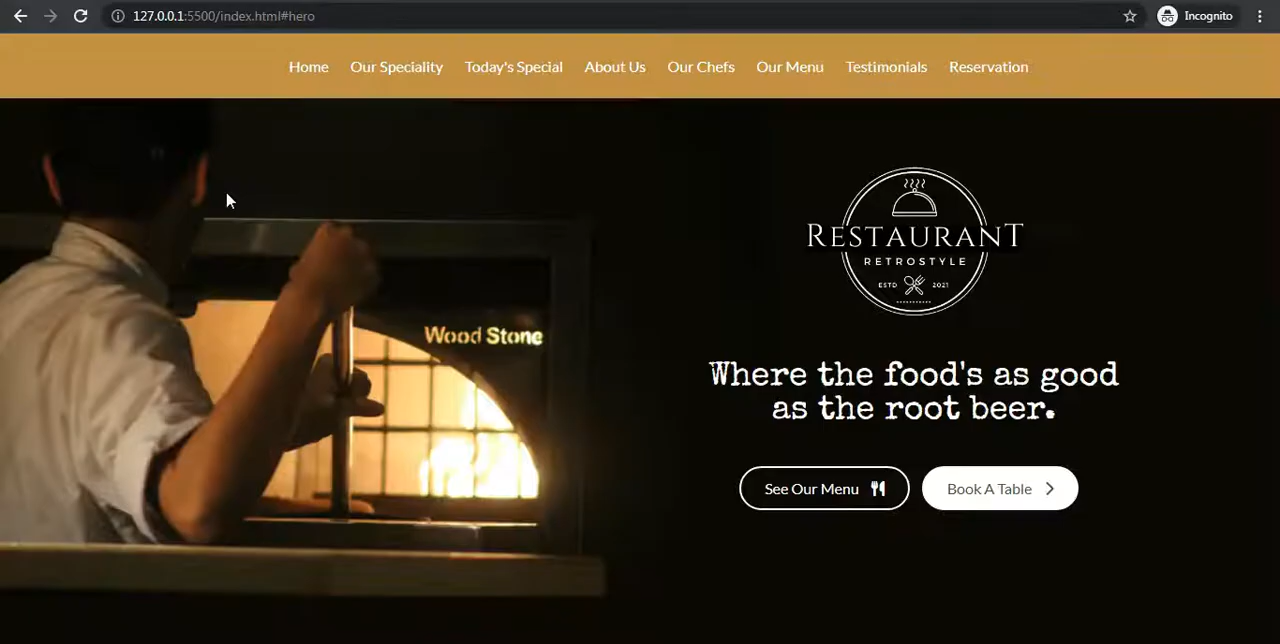 127.0.0.1:5500/index.html#hero
Incognito
Home Our Speciality Today's Special About Us Our Chefs Our Menu Testimonials Reservation
RESTAURANT
RETROSTYLE
ESTD 2021
Wood Stone
Where the food's as good
as the root beer.
See Our Menu
Book A Table